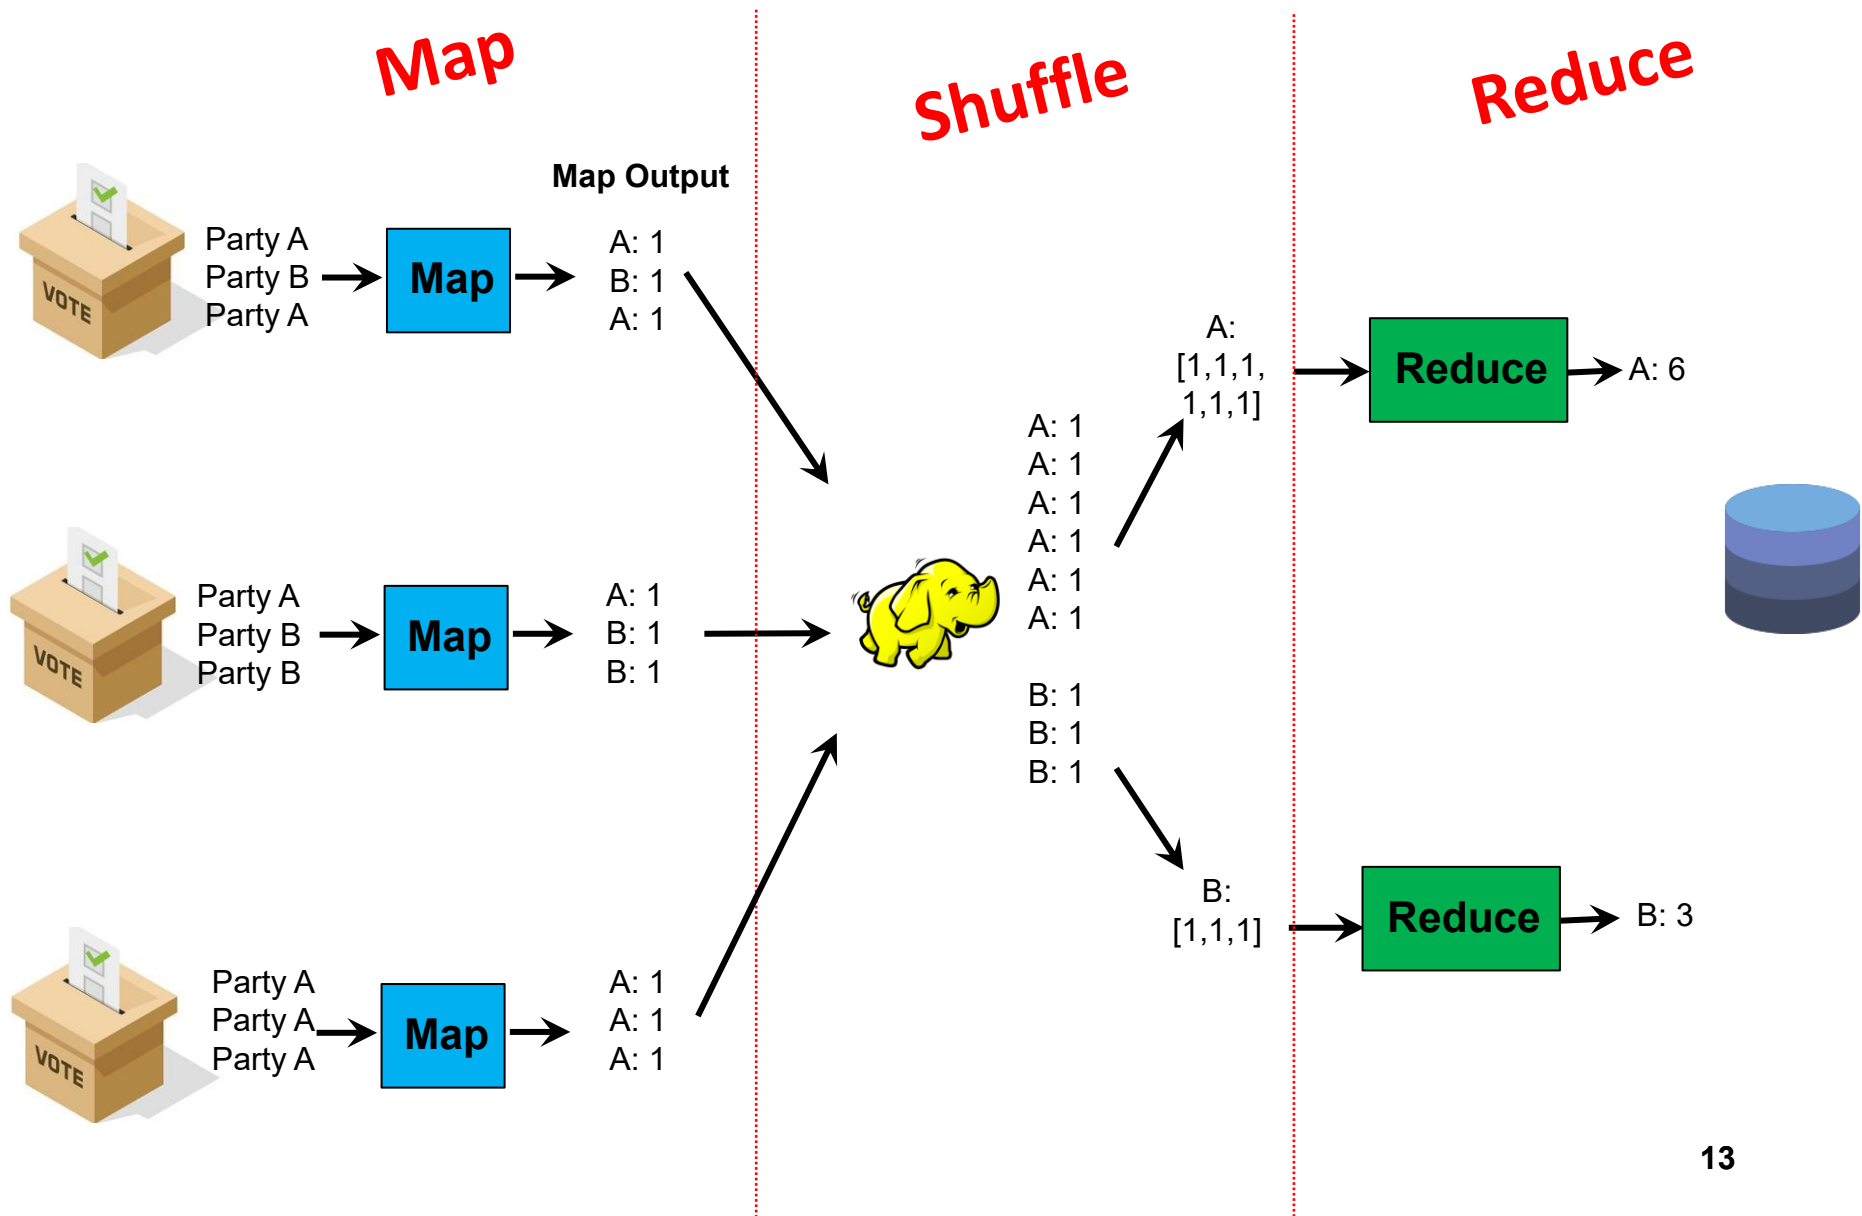 Map
Shuffle
Reduce
Map Output
VOTE
Party A
Party B
Party A
Map
A: 1
B: 1
A: 1
VOTE
Party A
Party B
Party B
Map
A: 1
B: 1
B: 1
VOTE
Party A
Party A
Party A
Map
A: 1
A: 1
A: 1
A: 1
A: 1
A: 1
A: 1
A: 1
A: 1
B: 1
B: 1
B: 1
A:
[1,1,1,
1,1,1]
Reduce
A: 6
B:
[1,1,1]
Reduce
B: 3
13